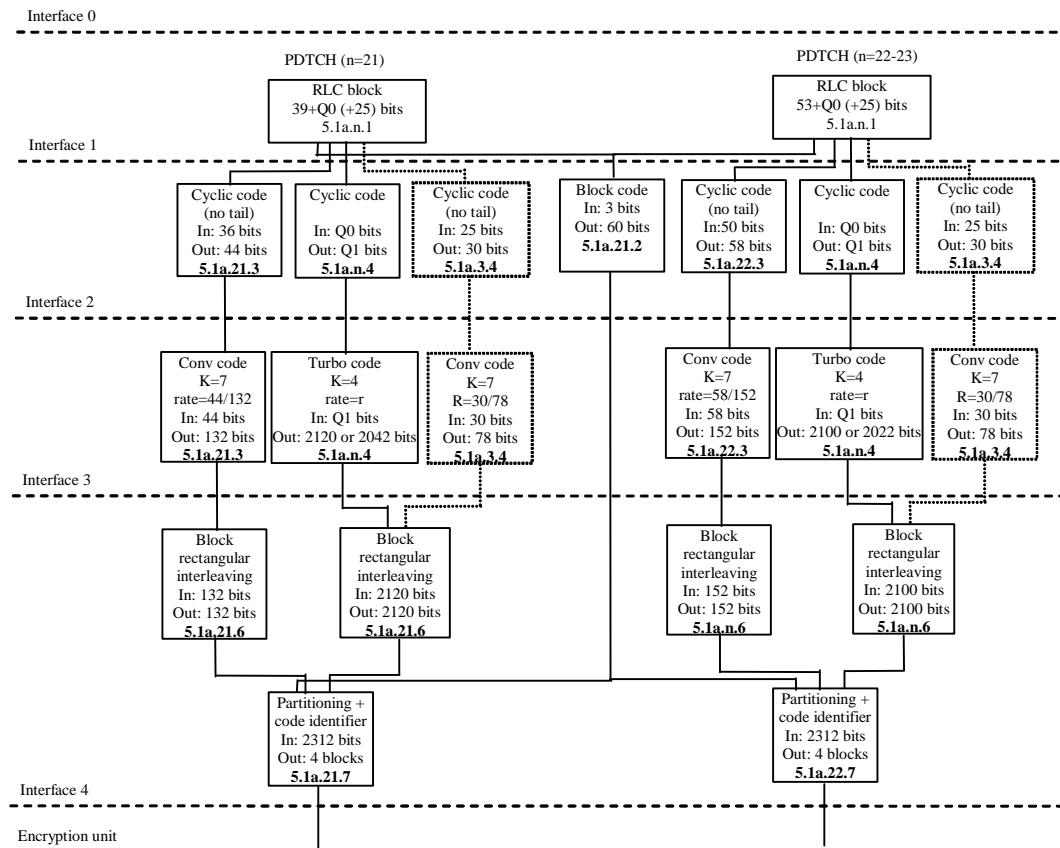 Interface 0
PDTCH (n=21)
PDTCH (n=22-23)
RLC block
39+Q0 (+25) bits
5.1a.n.1
RLC block
53+Q0 (+25) bits
5.1a.n.1
Interface 1
Cyclic code
(no tail)
In: 36 bits
Out: 44 bits
5.1a.21.3
Cyclic code
In: Q0 bits
Out: Q1 bits
5.1a.n.4
Cyclic code
(no tail)
In: 25 bits
Out: 30 bits
5.1a.3.4
Block code
In: 3 bits
Out: 60 bits
5.1a.21.2
Cyclic code
(no tail)
In:50 bits
Out: 58 bits
5.1a.22.3
Cyclic code
In: Q0 bits
Out: Q1 bits
5.1a.n.4
Cyclic code
(no tail)
In: 25 bits
Out: 30 bits
5.1a.3.4
Interface 2
Conv code
K=7
rate=44/132
In: 44 bits
Out: 132 bits
5.1a.21.3
Turbo code
K=4
rate=r
In: Q1 bits
Out: 2120 or 2042 bits
5.1a.n.4
Conv code
K=7
R=30/78
In: 30 bits
Out: 78 bits
5.1a.3.4
Conv code
K=7
rate=58/152
In: 58 bits
Out: 152 bits
5.1a.22.3
Turbo code
K=4
rate=r
In: Q1 bits
Out: 2100 or 2022 bits
5.1a.n.4
Conv code
K=7
R=30/78
In: 30 bits
Out: 78 bits
5.1a.3.4
Interface 3
Block
rectangular
interleaving
In: 132 bits
Out: 132 bits
5.1a.21.6
Block
rectangular
interleaving
In: 2120 bits
Out: 2120 bits
5.1a.21.6
Block
rectangular
interleaving
In: 152 bits
Out: 152 bits
5.1a.n.6
Block
rectangular
interleaving
In: 2100 bits
Out: 2100 bits
5.1a.n.6
Partitioning +
code identifier
In: 2312 bits
Out: 4 blocks
5.1a.21.7
Partitioning +
code identifier
In: 2312 bits
Out: 4 blocks
5.1a.22.7
Interface 4
Encryption unit